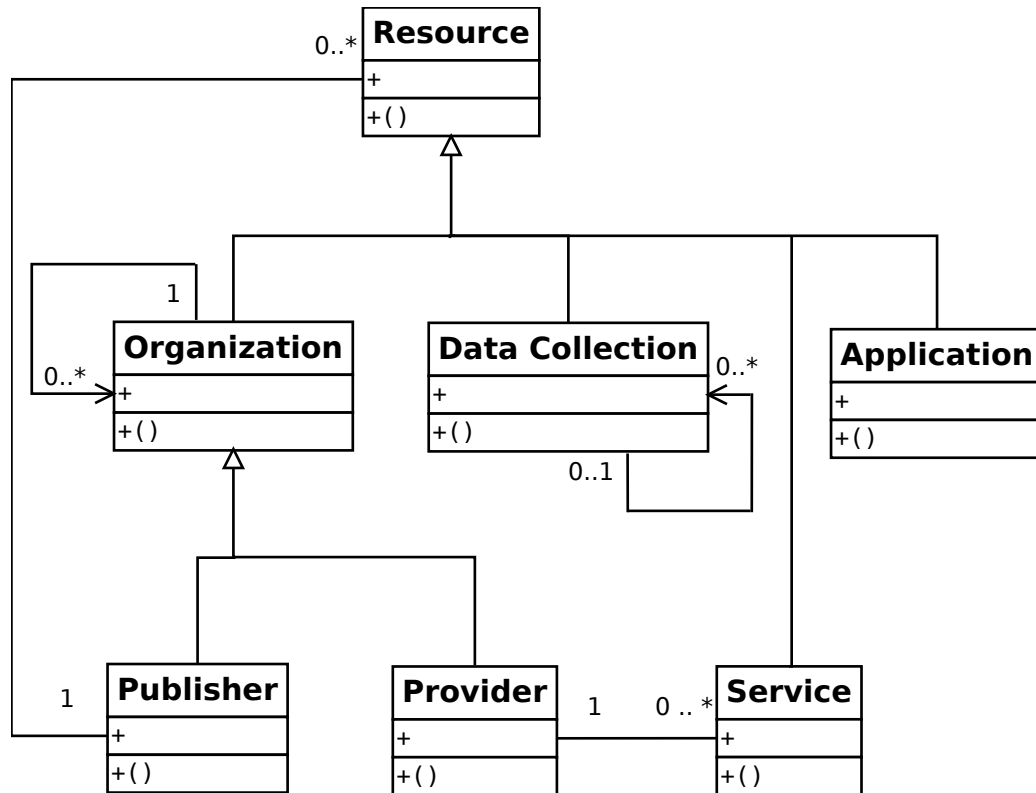 Resource
0..*
+
+()
1
Organization
0..*
+
+()
Data Collection
0..*
+
+()
0..1
Application
+
+()
Publisher
1
+
+()
Provider
+
+()
1
0 .. *
Service
+
+()